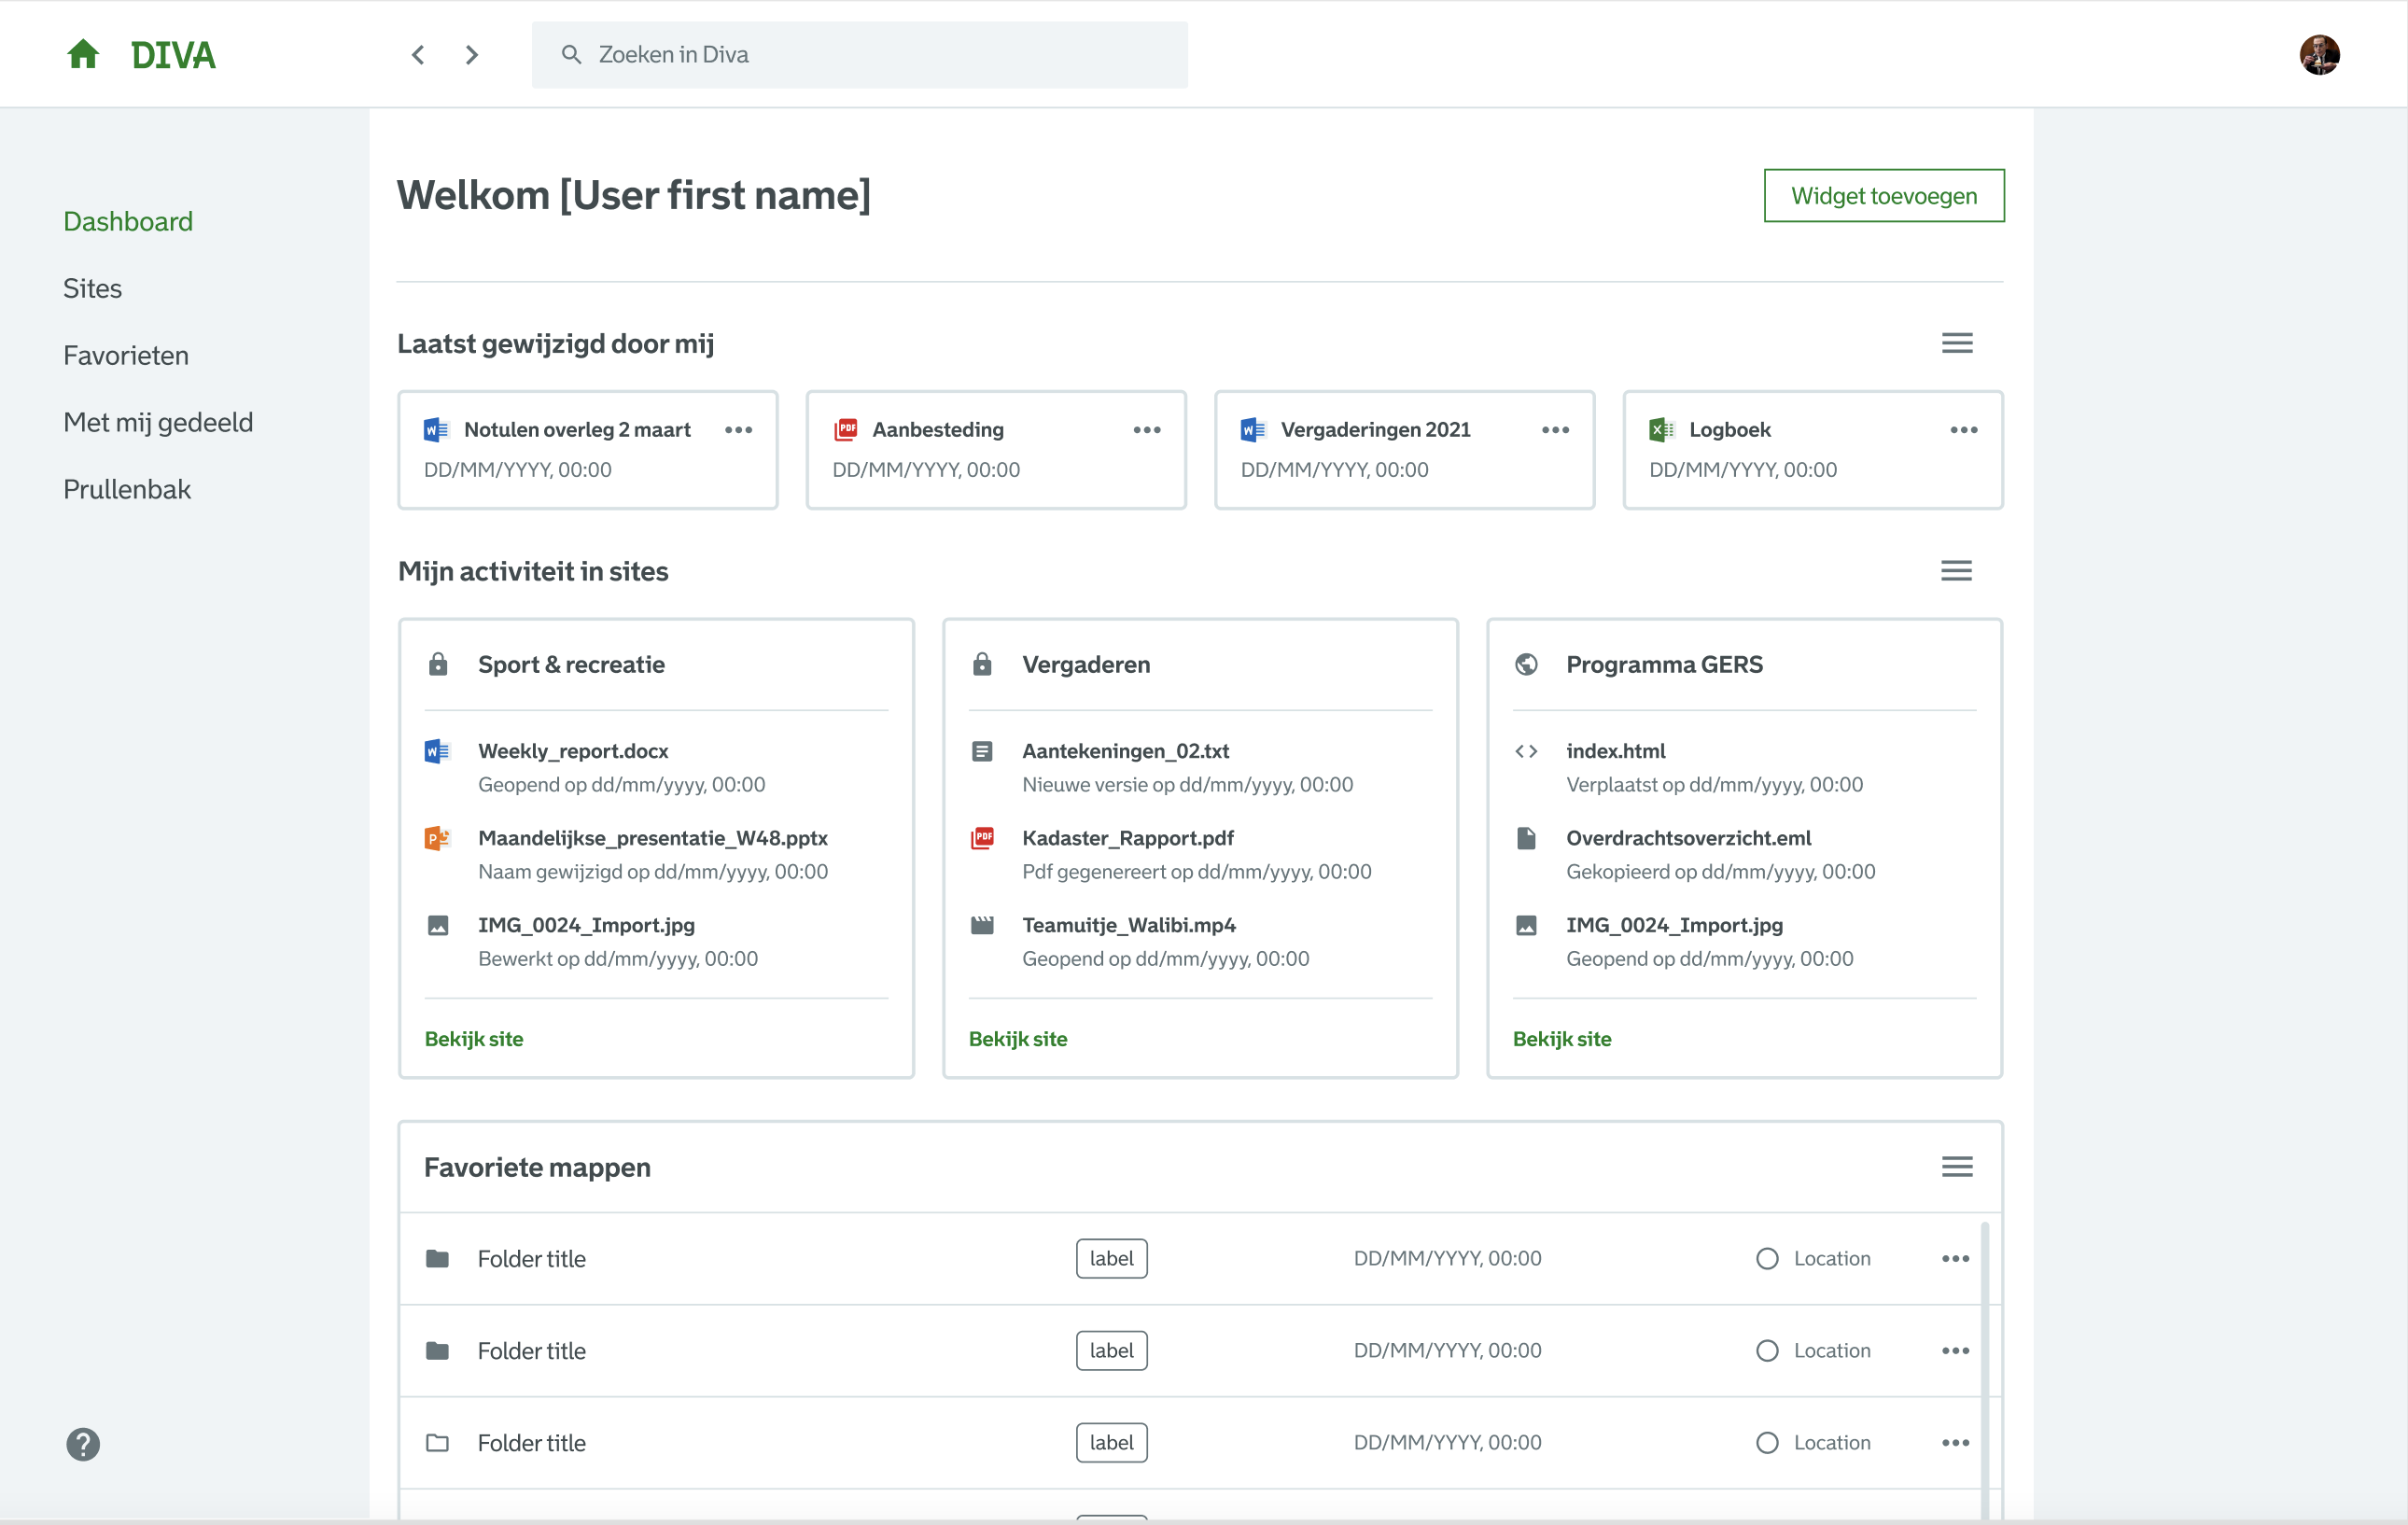 DIVA
Zoeken in Diva
Dashboard
Sites
Favorieten
Met mij gedeeld
Prullenbak
Welkom [User first name]
Widget toevoegen
Laatst gewijzigd door mij
Notulen overleg 2 maart
DD/MM/YYYY, 00:00
Aanbesteding
DD/MM/YYYY, 00:00
Vergaderingen 2021
DD/MM/YYYY, 00:00
Logboek
DD/MM/YYYY, 00:00
Mijn activiteit in sites
Sport & recreatie
Weekly_report.docx
Geopend op dd/mm/yyyy, 00:00
Maandelijkse_presentatie_W48.pptx
Naam gewijzigd op dd/mm/yyyy, 00:00
IMG_0024_Import.jpg
Bewerkt op dd/mm/yyyy, 00:00
Bekijk site
Vergaderen
Aantekeningen_02.txt
Nieuwe versie op dd/mm/yyyy, 00:00
PDF
Kadaster_Rapport.pdf
Pdf gegenereert op dd/mm/yyyy, 00:00
Teamuitje_Walibi.mp4
Geopend op dd/mm/yyyy, 00:00
Bekijk site
Programma GERS
index.html
Verplaatst op dd/mm/yyyy, 00:00
Overdrachtsoverzicht.eml
Gekopieerd op dd/mm/yyyy, 00:00
IMG_0024_Import.jpg
Geopend op dd/mm/yyyy, 00:00
Bekijk site
Favoriete mappen
Folder title label DD/MM/YYYY, 00:00 Location
Folder title label DD/MM/YYYY, 00:00 Location
Folder title label DD/MM/YYYY, 00:00 Location